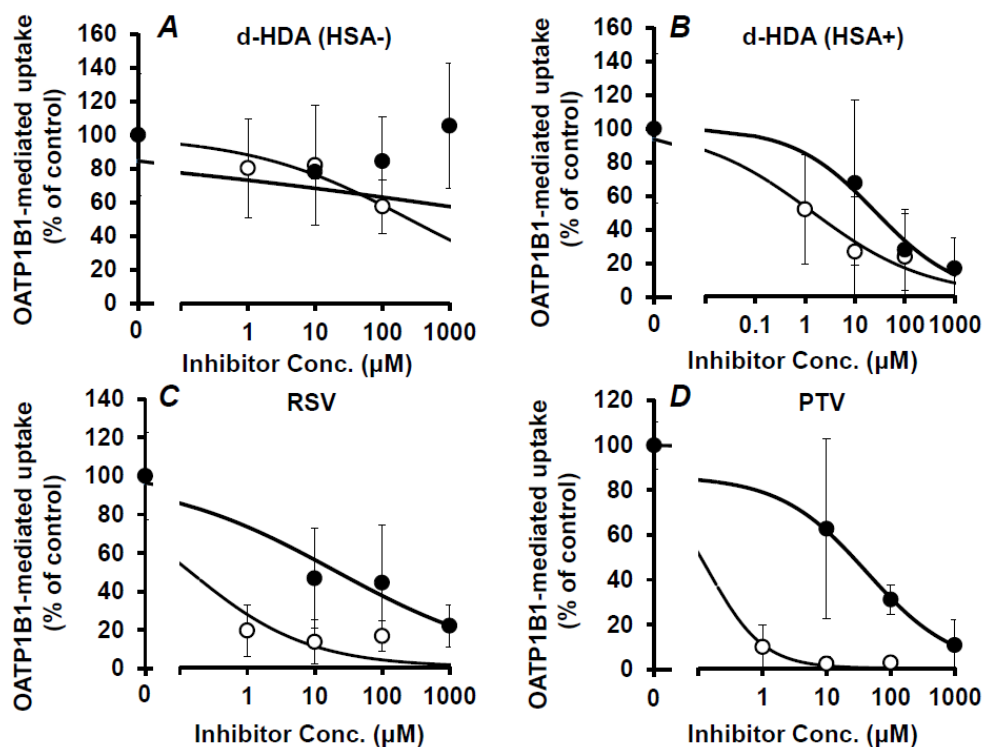 A
d-HDA (HSA-)
OATP1B1-mediated uptake
(% of control)
160
140
120
100
80
60
40
20
0
0 1 10 100 1000
Inhibitor Conc. (μM)
B
d-HDA (HSA+)
OATP1B1-mediated uptake
(% of control)
160
140
120
100
80
60
40
20
0
0 0.1 1 10 100 1000
Inhibitor Conc. (μM)
C
RSV
OATP1B1-mediated uptake
(% of control)
140
120
100
80
60
40
20
0
0 1 10 100 1000
Inhibitor Conc. (μM)
D
PTV
OATP1B1-mediated uptake
(% of control)
120
100
80
60
40
20
0
0 1 10 100 1000
Inhibitor Conc. (μM)